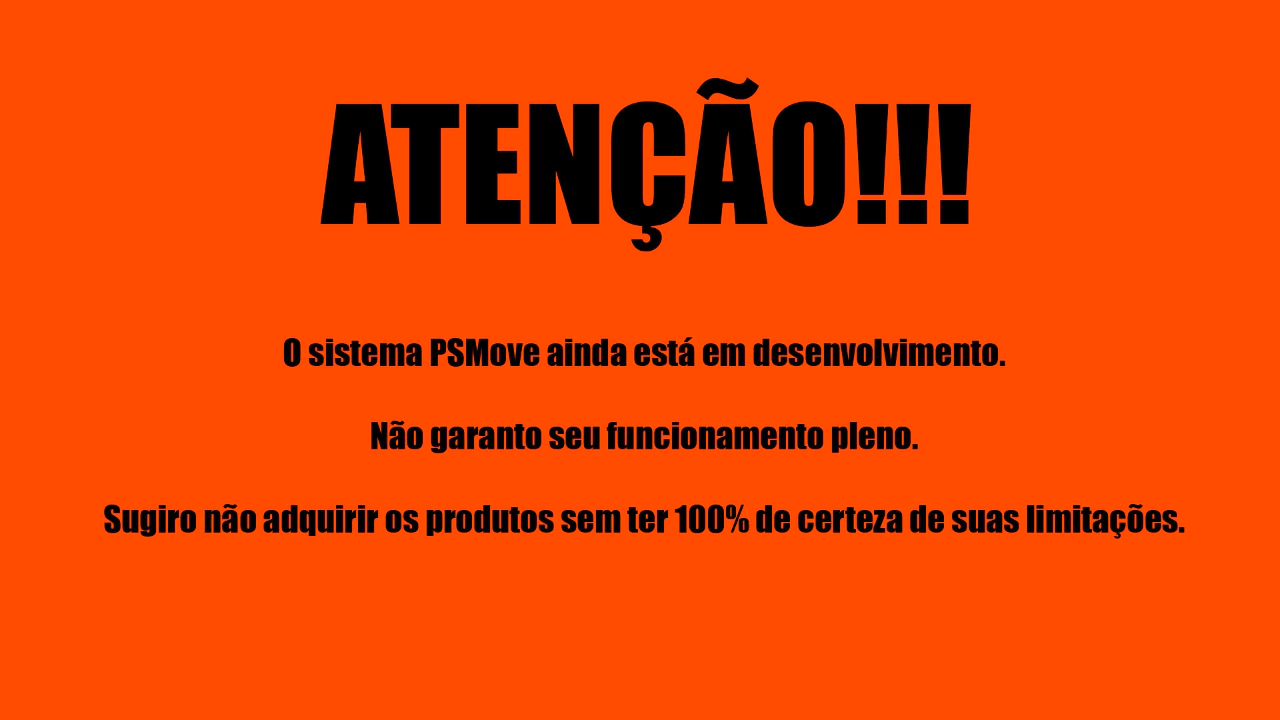 ATENÇÃO!!!
O sistema PSMove ainda está em desenvolvimento.
Não garanto seu funcionamento pleno.
Sugiro não adquirir os produtos sem ter 100% de certeza de suas limitações.